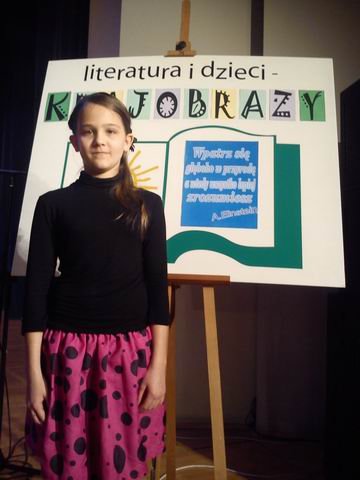 literatura i dzieci -
KRAJOBRAZY
Wpatrz się
głęboko w przyrodę
a wtedy wszystko lepiej
zrozumiesz
A. Einstein